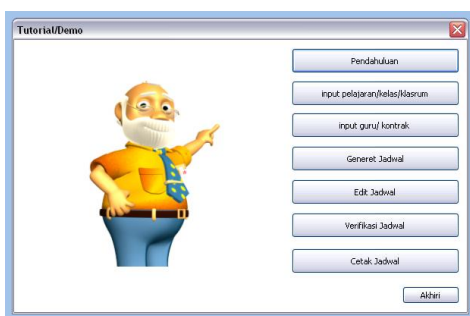 Tutorial/Demo
Pendahuluan
input pelajaran/kelas/klasrum
input guru/ kontrak
Generet Jadwal
Edit Jadwal
Verifikasi Jadwal
Cetak Jadwal
Akhiri